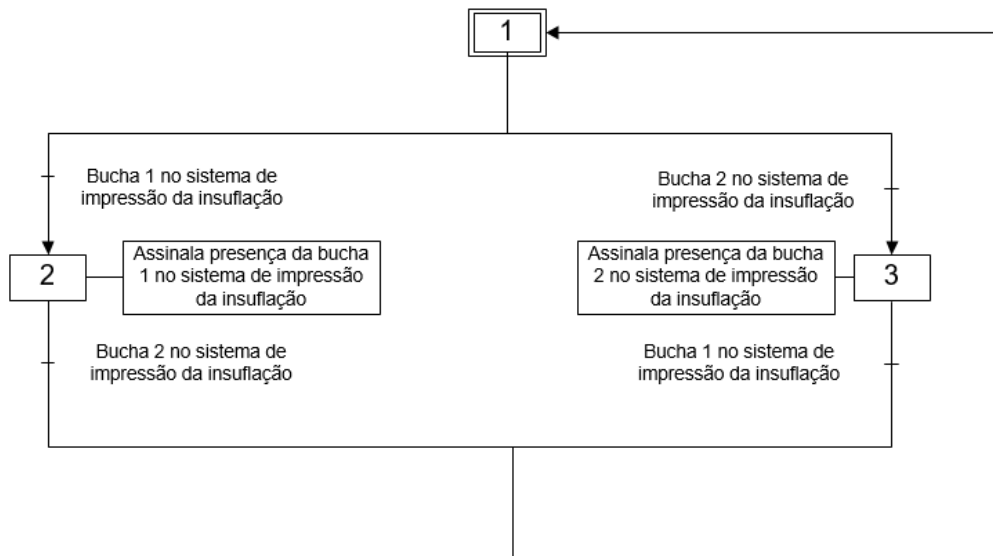 1
Bucha 1 no sistema de
impressão da insuflação
Bucha 2 no sistema de
impressão da insuflação
2
Assinala presença da bucha
1 no sistema de impressão
da insuflação
Assinala presença da bucha
2 no sistema de impressão
da insuflação
3
Bucha 2 no sistema de
impressão da insuflação
Bucha 1 no sistema de
impressão da insuflação